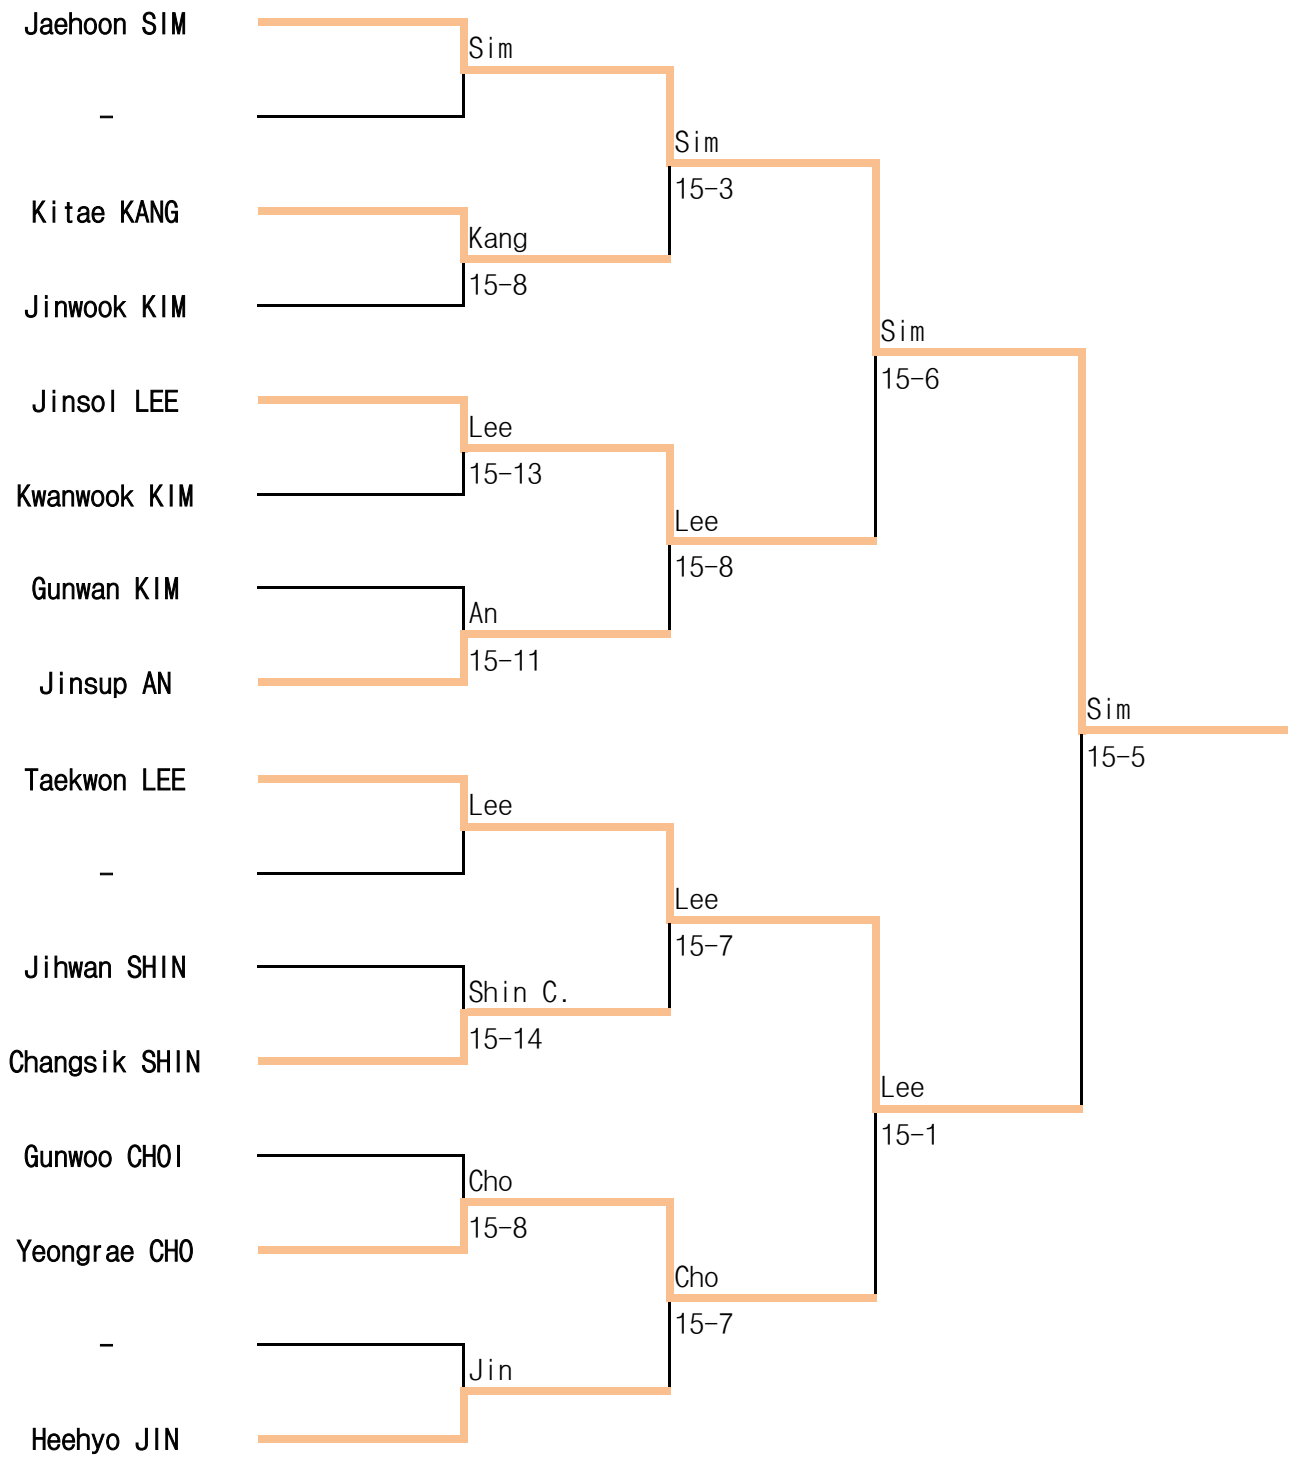 Jaehoon SIM
-
Kitae KANG
Jinwook KIM
Jinsol LEE
Kwanwook KIM
Gunwan KIM
Jinsup AN
Taekwon LEE
-
Jihwan SHIN
Changsik SHIN
Gunwoo CHOI
Yeongrae CHO
-
Heehyo JIN
Sim
Kang
15-8
Lee
15-13
An
15-11
Lee
Shin C.
15-14
Cho
15-8
Jin
Sim
15-3
Lee
15-8
Lee
15-7
Cho
15-7
Sim
15-6
Lee
15-1
Sim
15-5